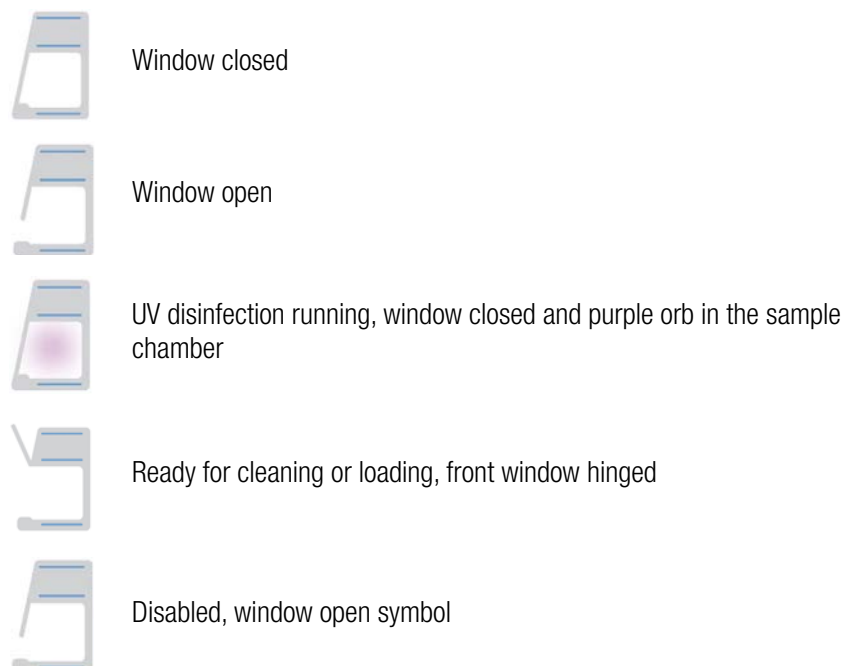 Window closed
Window open
UV disinfection running, window closed and purple orb in the sample
chamber
Ready for cleaning or loading, front window hinged
Disabled, window open symbol